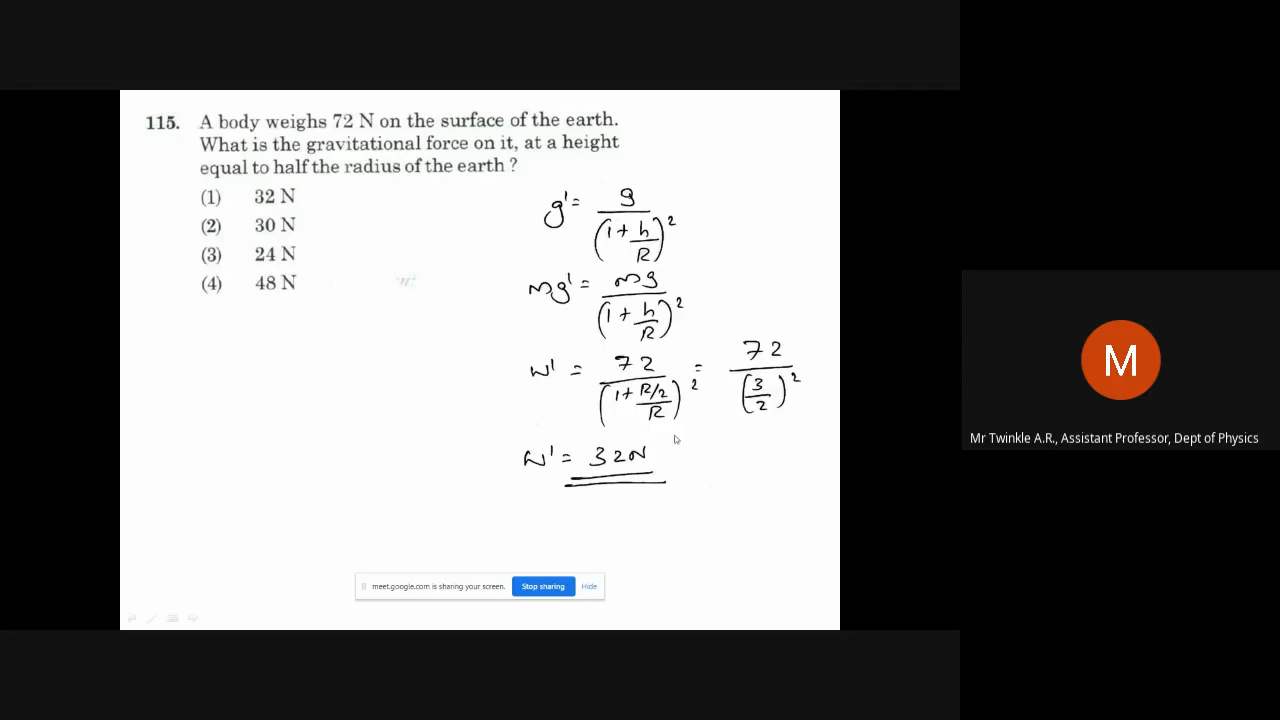 115. A body weighs 72 N on the surface of the earth.
What is the gravitational force on it, at a height
equal to half the radius of the earth ?
(1) 32 N
(2) 30 N
(3) 24 N
(4) 48 N
g' = g / (1 + h/R)²
mg' = mg / (1 + h/R)²
w' = 72 / (1 + R/2 / R)² = 72 / (3/2)²
w' = 32N
M
Mr Twinkle A.R., Assistant Professor, Dept of Physics
meet.google.com is sharing your screen. Stop sharing Hide